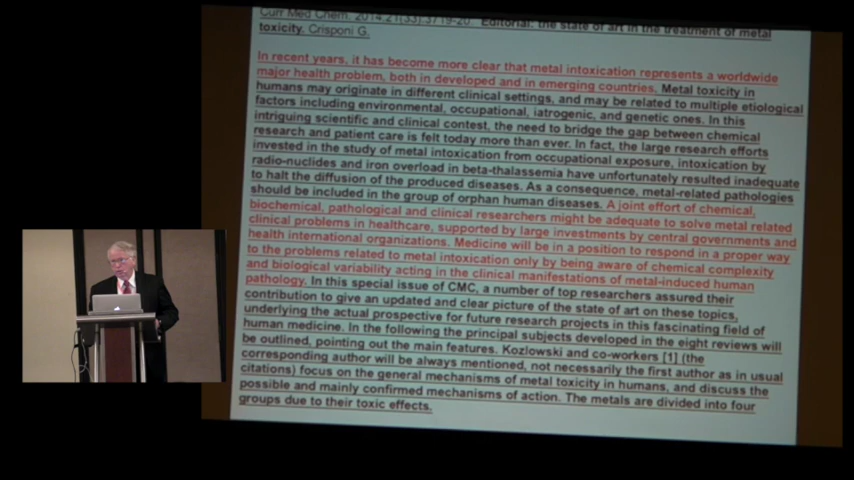 Curr Med Chem. 2014;21(33):3719-20. Editorial: the state of art in the treatment of metal
toxicity. Crisponi G.
In recent years, it has become more clear that metal intoxication represents a worldwide
major health problem, both in developed and in emerging countries. Metal toxicity in
humans may originate in different clinical settings, and may be related to multiple etiological
factors including environmental, occupational, iatrogenic, and genetic ones. In this
intriguing scientific and clinical contest, the need to bridge the gap between chemical
research and patient care is felt today more than ever. In fact, the large research efforts
invested in the study of metal intoxication from occupational exposure, intoxication by
radio-nuclides and iron overload in beta-thalassemia have unfortunately resulted inadequate
to halt the diffusion of the produced diseases. As a consequence, metal-related pathologies
should be included in the group of orphan human diseases. A joint effort of chemical,
biochemical, pathological and clinical researchers might be adequate to solve metal related
clinical problems in healthcare, supported by large investments by central governments and
health international organizations. Medicine will be in a position to respond in a proper way
to the problems related to metal intoxication only by being aware of chemical complexity
and biological variability acting in the clinical manifestations of metal-induced human
pathology. In this special issue of CMC, a number of top researchers assured their
contribution to give an updated and clear picture of the state of art on these topics,
underlying the actual prospective for future research projects in this fascinating field of
human medicine. In the following the principal subjects developed in the eight reviews will
be outlined, pointing out the main features. Kozlowski and co-workers [1] (the
corresponding author will be always mentioned, not necessarily the first author as in usual
citations) focus on the general mechanisms of metal toxicity in humans, and discuss the
possible and mainly confirmed mechanisms of action. The metals are divided into four
groups due to their toxic effects.